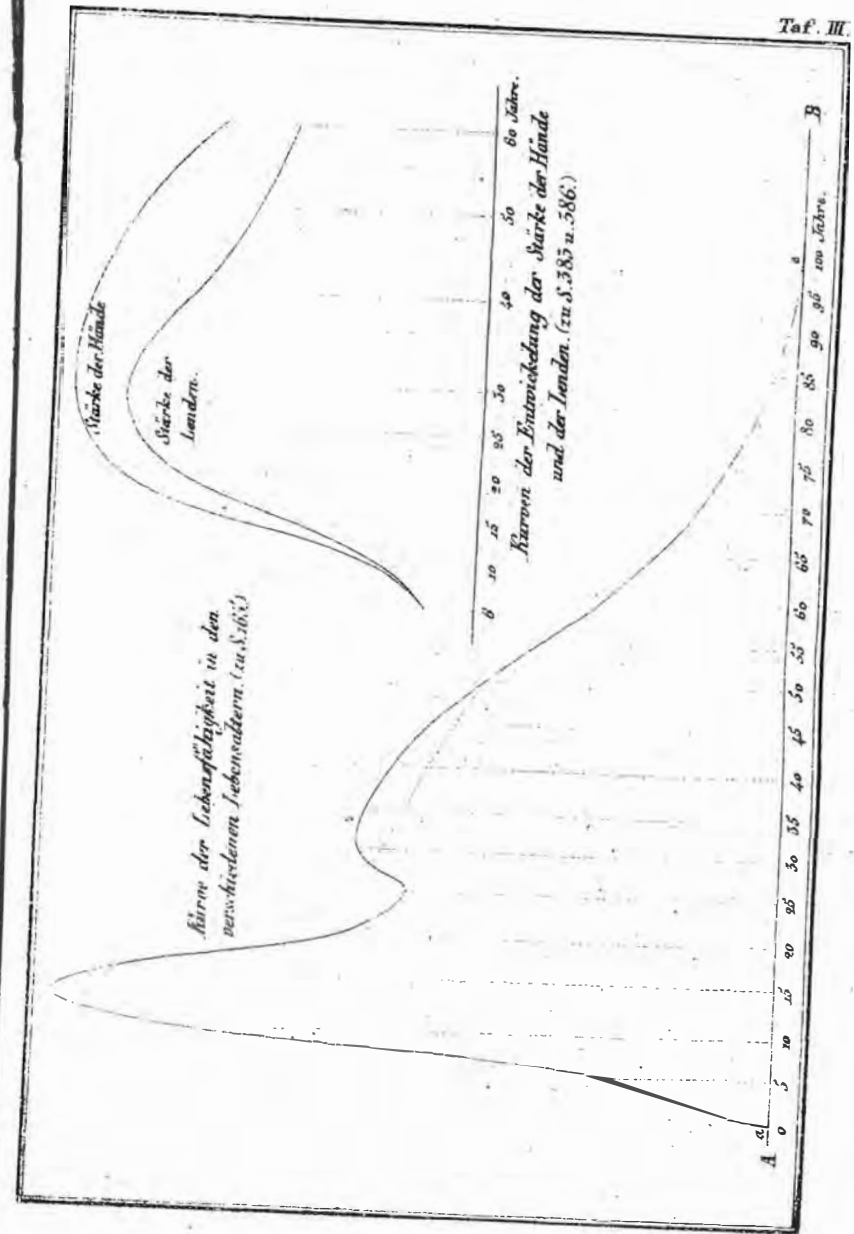 Taf. III.
Stärke der Hände
Stärke der
Lenden.
6 10 15 20 25 30 40 50 60 Jahre.
Kurven der Entwickelung der Stärke der Hände
und der Lenden. (zu S. 383 u. 386.)
Kurve der Lebensfähigkeit in den
verschiedenen Lebensaltern. (zu S.
a
A
B
0 5 10 15 20 25 30 35 40 45 50 55 60 65 70 75 80 85 90 95 100 Jahre.